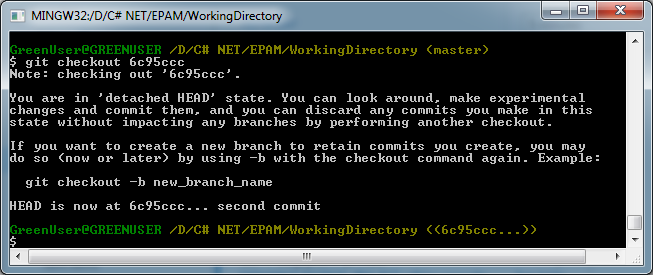 MINGW32:/D/C# NET/EPAM/WorkingDirectory
GreenUser@GREENUSER /D/C# NET/EPAM/WorkingDirectory (master)
$ git checkout 6c95ccc
Note: checking out '6c95ccc'.
You are in 'detached HEAD' state. You can look around, make experimental
changes and commit them, and you can discard any commits you make in this
state without impacting any branches by performing another checkout.
If you want to create a new branch to retain commits you create, you may
do so (now or later) by using -b with the checkout command again. Example:
git checkout -b new_branch_name
HEAD is now at 6c95ccc... second commit
GreenUser@GREENUSER /D/C# NET/EPAM/WorkingDirectory ((6c95ccc...))
$